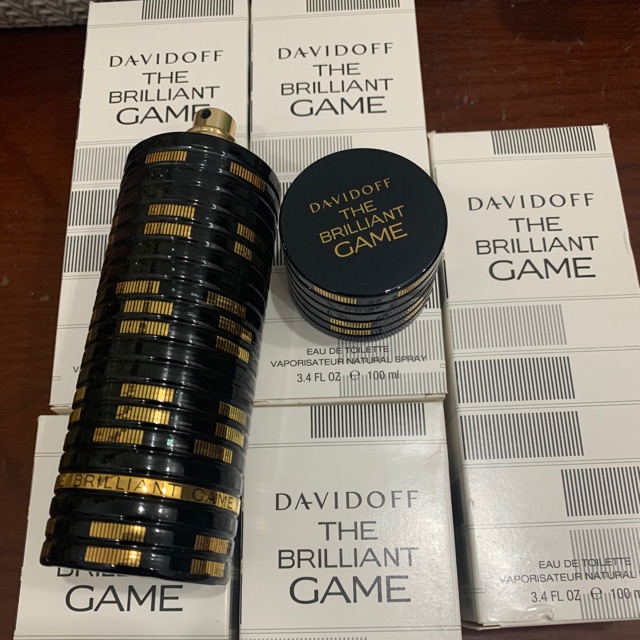 DAVIDOFF
THE
BRILLIANT
GAME
DAVIDOFF
THE
BRILLIANT
GAME
DAVIDOFF
THE
BRILLIANT
GAME
EAU DE TOILETTE
VAPORISATEUR NATURAL SPRAY
3.4 FL OZ ℮ 100 ml
DAVIDOFF
THE
BRILLIANT
GAME
EAU DE TOILETTE
VAPORISATEUR NATURAL
3.4 FL OZ ℮ 100 ml
BRILLIANT GAME
DAVIDOFF
THE
BRILLIANT
GAME
GAME